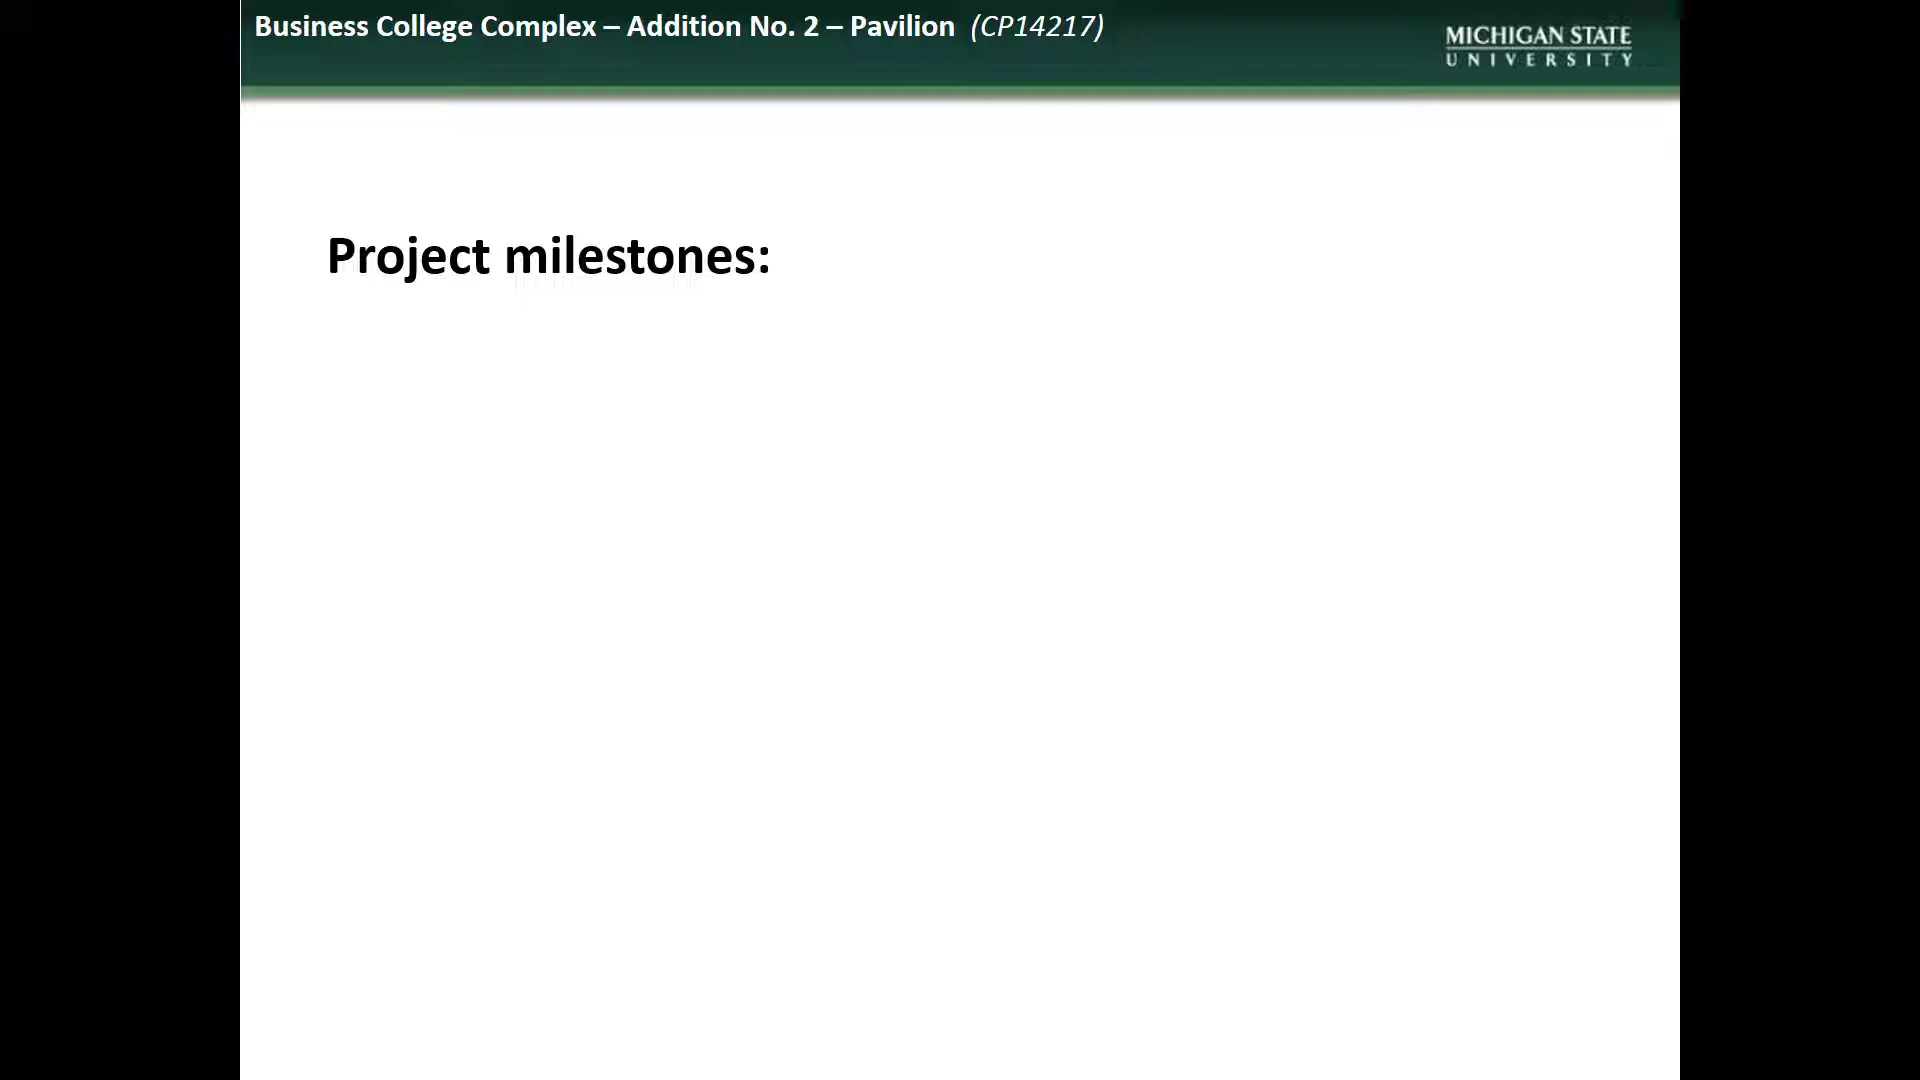 Business College Complex – Addition No. 2 – Pavilion (CP14217)
MICHIGAN STATE
UNIVERSITY
Project milestones: